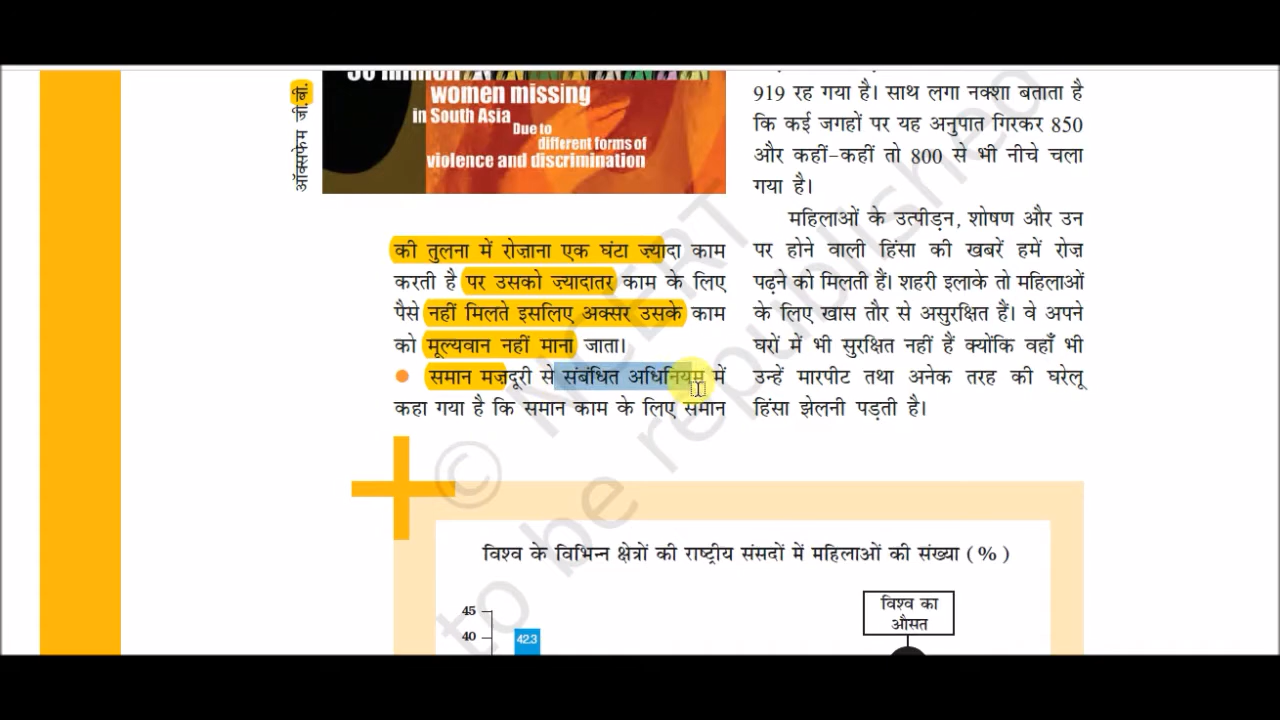 ऑक्सफेम जी.बी.
women missing
in South Asia
Due to
different forms of
violence and discrimination
की तुलना में रोज़ाना एक घंटा ज़्यादा काम
करती है पर उसको ज़्यादातर काम के लिए
पैसे नहीं मिलते इसलिए अक्सर उसके काम
को मूल्यवान नहीं माना जाता।
समान मज़दूरी से संबंधित अधिनियम में
कहा गया है कि समान काम के लिए समान
919 रह गया है। साथ लगा नक्शा बताता है
कि कई जगहों पर यह अनुपात गिरकर 850
और कहीं-कहीं तो 800 से भी नीचे चला
गया है।
महिलाओं के उत्पीड़न, शोषण और उन
पर होने वाली हिंसा की खबरें हमें रोज़
पढ़ने को मिलती हैं। शहरी इलाके तो महिलाओं
के लिए खास तौर से असुरक्षित हैं। वे अपने
घरों में भी सुरक्षित नहीं हैं क्योंकि वहाँ भी
उन्हें मारपीट तथा अनेक तरह की घरेलू
हिंसा झेलनी पड़ती है।
विश्व के विभिन्न क्षेत्रों की राष्ट्रीय संसदों में महिलाओं की संख्या (%)
विश्व का
औसत
45
40
42.3
© NCERT
to be republished